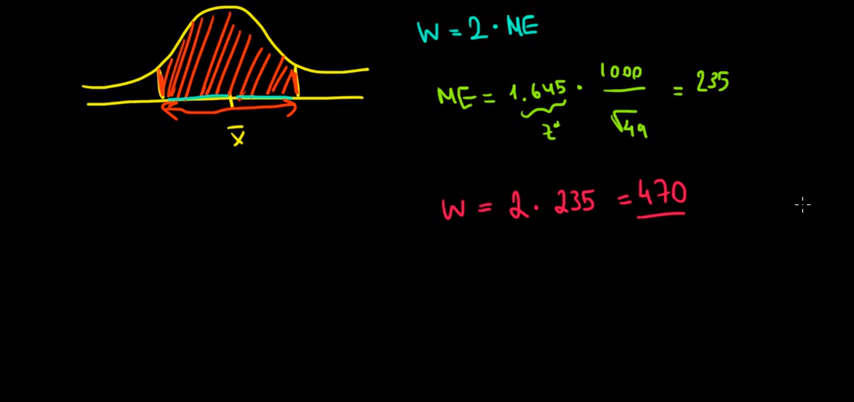 W = 2 · ME
ME = 1.645 · 1000 / √49 = 235
z*
x̅
W = 2 · 235 = 470